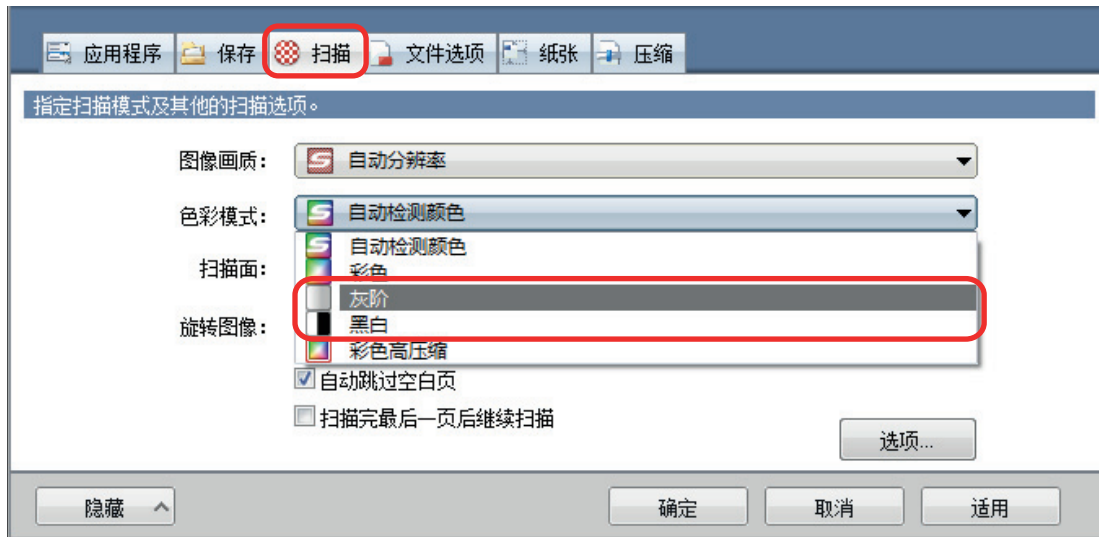 应用程序 保存 扫描 文件选项 纸张 压缩
指定扫描模式及其他的扫描选项。
图像画质: 自动分辨率
色彩模式: 自动检测颜色
自动检测颜色
扫描面: 彩色
灰阶
旋转图像: 黑白
彩色高压缩
自动跳过空白页
扫描完最后一页后继续扫描
选项...
隐藏 确定 取消 适用